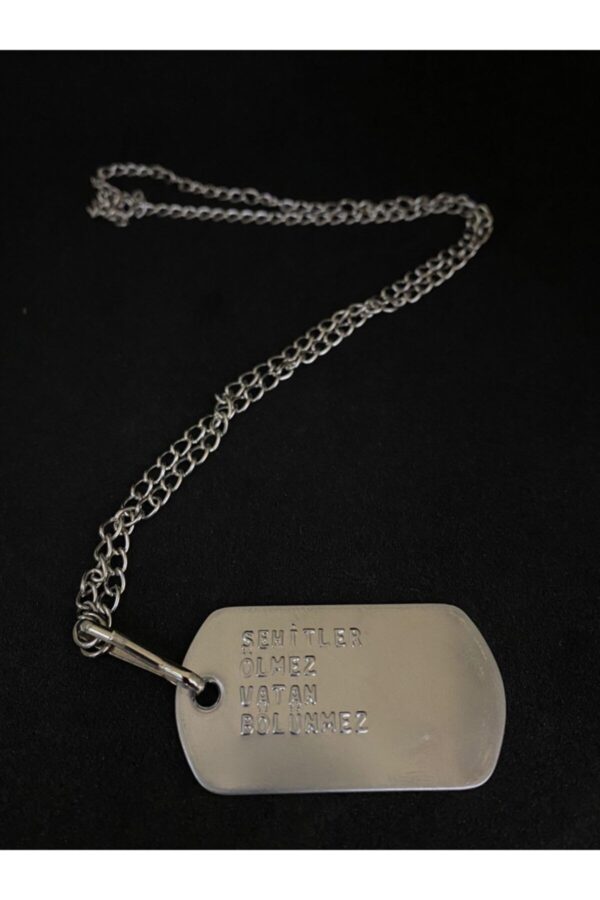 ŞEHİTLER
ÖLMEZ
VATAN
BÖLÜNMEZ